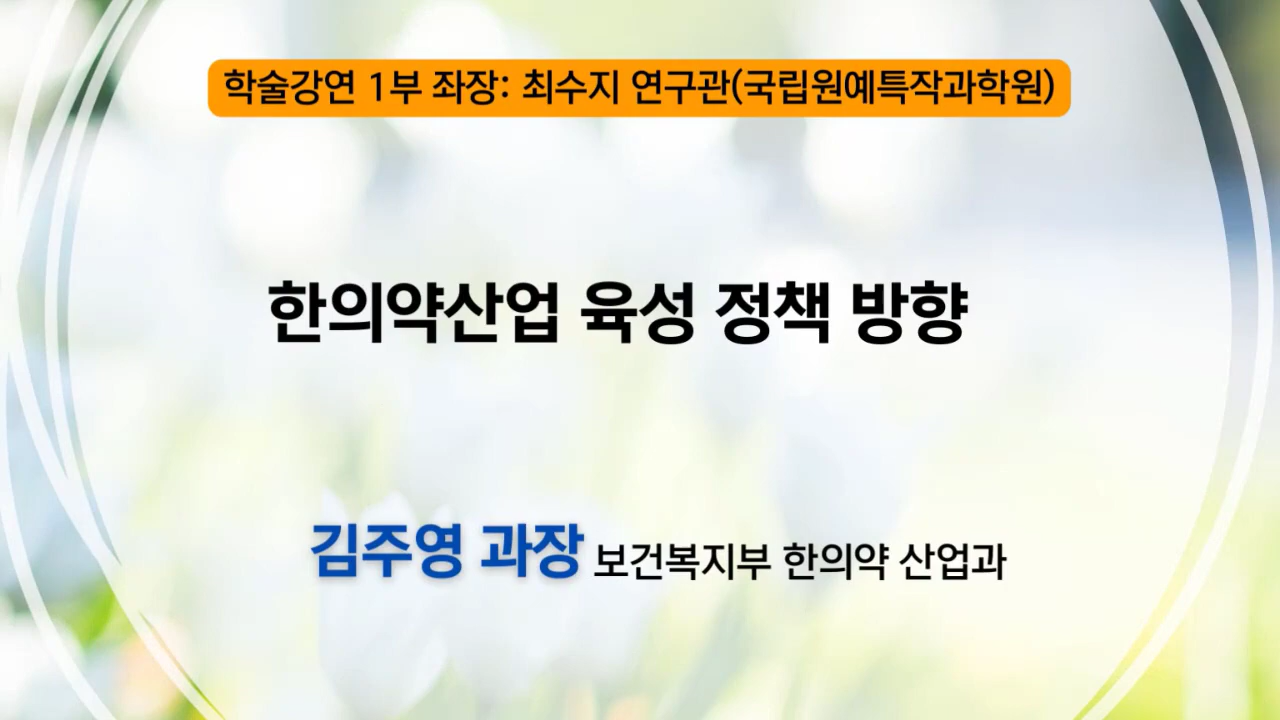 학술강연 1부 좌장: 최수지 연구관(국립원예특작과학원)
한의약산업 육성 정책 방향
김주영 과장 보건복지부 한의약 산업과